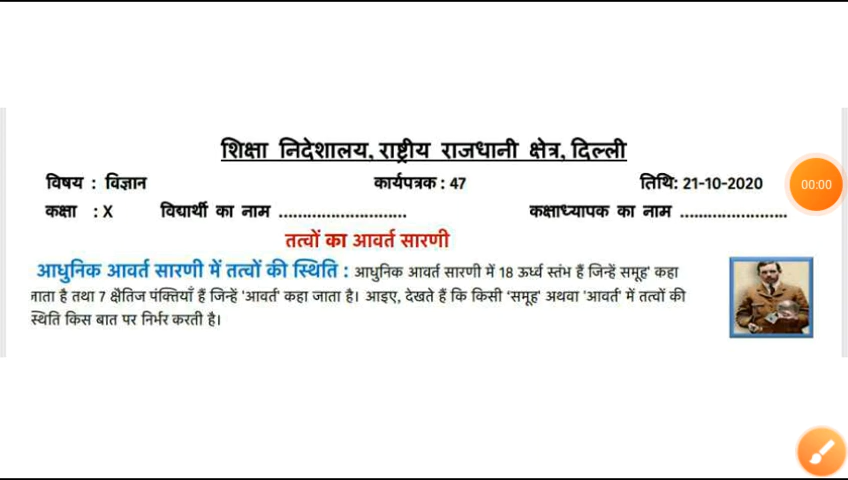 शिक्षा निदेशालय, राष्ट्रीय राजधानी क्षेत्र, दिल्ली
विषय : विज्ञान कार्यपत्रक : 47 तिथि: 21-10-2020
00:00
कक्षा : X विद्यार्थी का नाम ........................... कक्षाध्यापक का नाम .......................
तत्वों का आवर्त सारणी
आधुनिक आवर्त सारणी में तत्वों की स्थिति : आधुनिक आवर्त सारणी में 18 ऊर्ध्व स्तंभ हैं जिन्हें समूह' कहा
जाता है तथा 7 क्षैतिज पंक्तियाँ हैं जिन्हें 'आवर्त' कहा जाता है। आइए, देखते हैं कि किसी 'समूह' अथवा 'आवर्त' में तत्वों की
स्थिति किस बात पर निर्भर करती है।